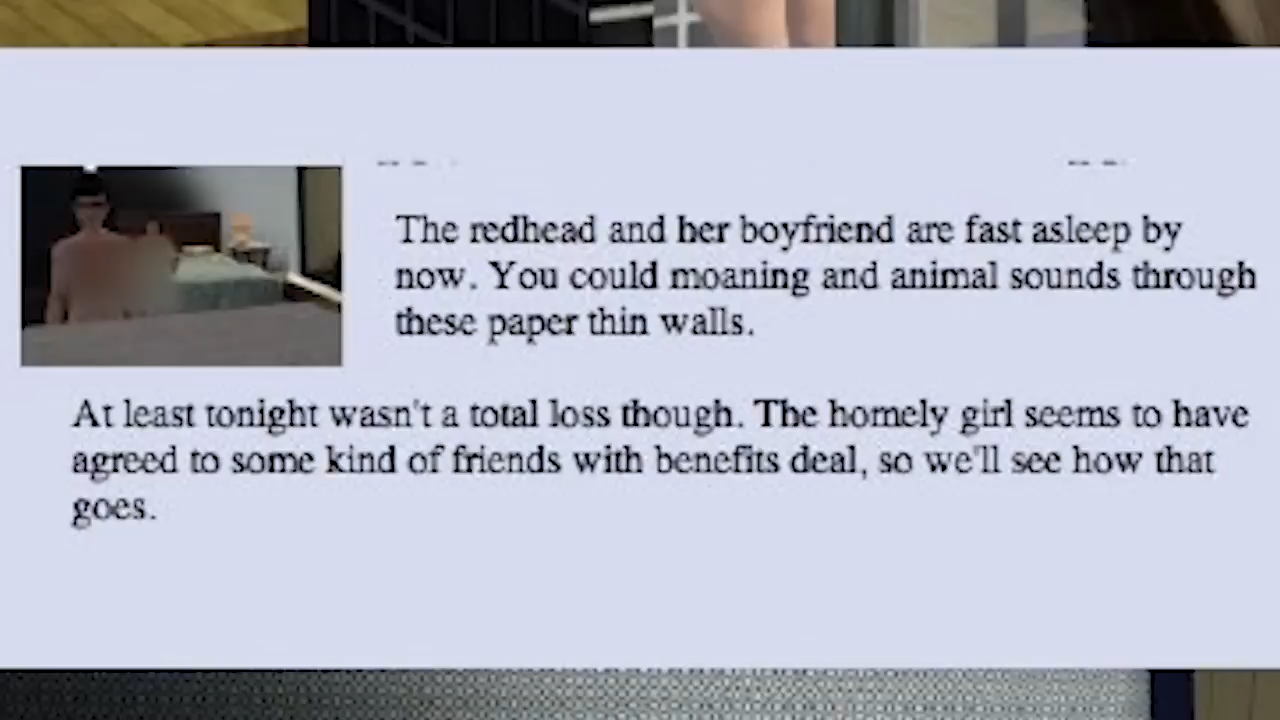 The redhead and her boyfriend are fast asleep by
now. You could moaning and animal sounds through
these paper thin walls.
At least tonight wasn't a total loss though. The homely girl seems to have
agreed to some kind of friends with benefits deal, so we'll see how that
goes.